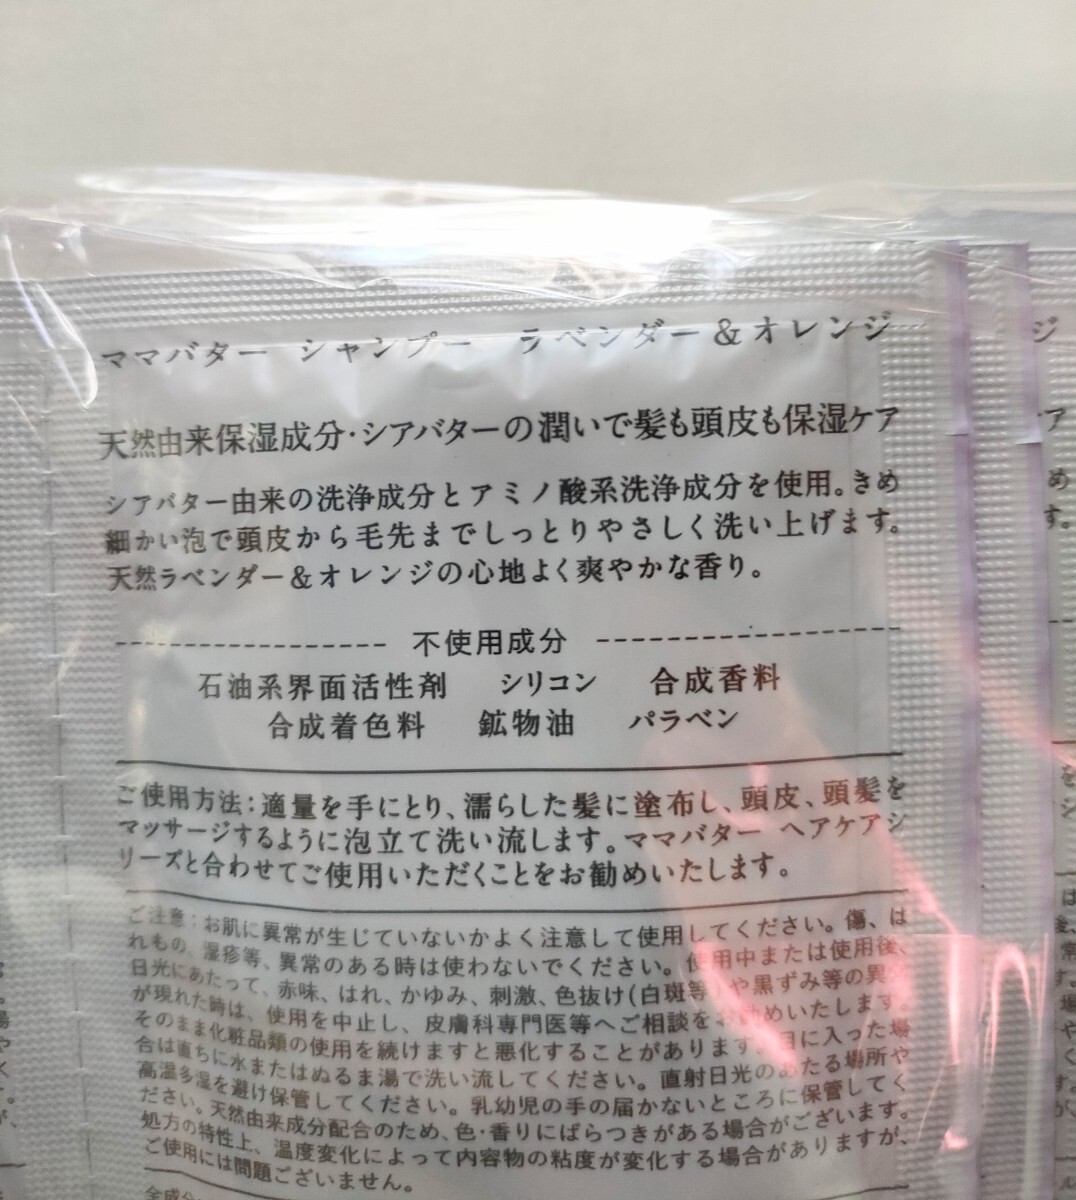 ママバター シャンプー ラベンダー＆オレンジ
天然由来保湿成分・シアバターの潤いで髪も頭皮も保湿ケア
シアバター由来の洗浄成分とアミノ酸系洗浄成分を使用。きめ
細かい泡で頭皮から毛先までしっとりやさしく洗い上げます。
天然ラベンダー＆オレンジの心地よく爽やかな香り。
不使用成分
石油系界面活性剤 シリコン 合成香料
合成着色料 鉱物油 パラベン
ご使用方法：適量を手にとり、濡らした髪に塗布し、頭皮、頭髪を
マッサージするように泡立て洗い流します。ママバター ヘアケアシ
リーズと合わせてご使用いただくことをお勧めいたします。
ご注意：お肌に異常が生じていないかよく注意して使用してください。傷、は
れもの、湿疹等、異常のある時は使わないでください。使用中または使用後、
日光にあたって、赤味、はれ、かゆみ、刺激、色抜け(白斑等)や黒ずみ等の異常
が現れた時は、使用を中止し、皮膚科専門医等へご相談をお勧めいたします。
そのまま化粧品類の使用を続けますと悪化することがあります。目に入った場
合は直ちに水またはぬるま湯で洗い流してください。直射日光のあたる場所や
高温多湿を避け保管してください。乳幼児の手の届かないところに保管してく
ださい。天然由来成分配合のため、色・香りにばらつきがある場合がございます。
処方の特性上、温度変化によって内容物の粘度が変化する場合がありますが、
ご使用には問題ございません。